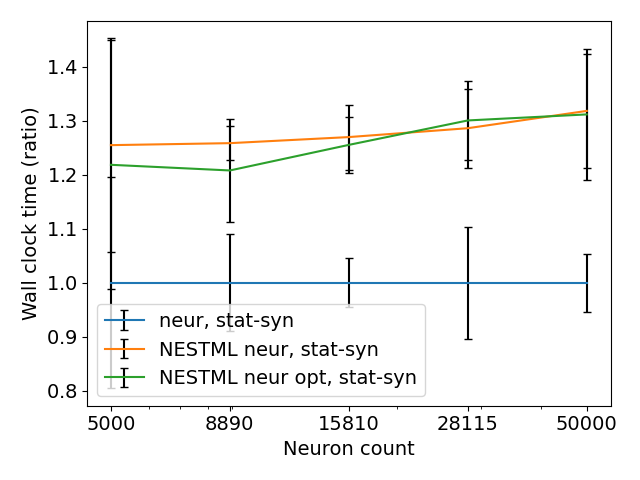 1.4
1.3
1.2
1.1
1.0
0.9
0.8
Wall clock time (ratio)
neur, stat-syn
NESTML neur, stat-syn
NESTML neur opt, stat-syn
5000 8890 15810 28115 50000
Neuron count